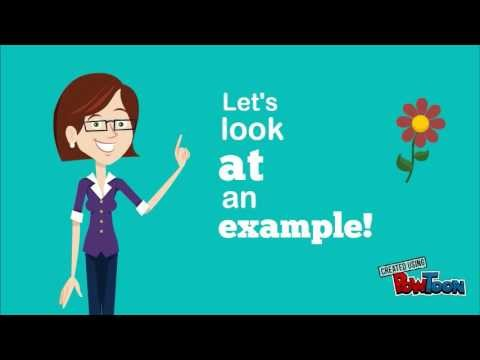 Let's
look
at
an
example!
CREATED USING
POWTOON